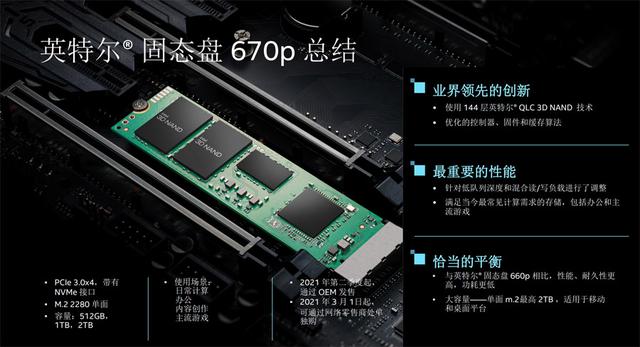 英特尔® 固态盘 670p 总结
业界领先的创新
• 使用 144 层英特尔® QLC 3D NAND 技术
• 优化的控制器、固件和缓存算法
最重要的性能
• 针对低队列深度和混合读/写负载进行了调整
• 满足当今最常见计算需求的存储，包括办公和主
流游戏
恰当的平衡
• 与英特尔® 固态盘 660p 相比，性能、耐久性更
高，功耗更低
• 大容量——单面 m.2最高 2TB ，适用于移动
和桌面平台
• PCIe 3.0x4，带有
NVMe 接口
• M.2 2280 单面
• 容量：512GB，
1TB，2TB
• 使用场景：
日常计算
办公
内容创作
主流游戏
• 2021 年第二季度起，
通过 OEM 发售
• 2021 年 3 月 1日起，
可通过网络零售商处单
独购
3D NAND
3D NAND